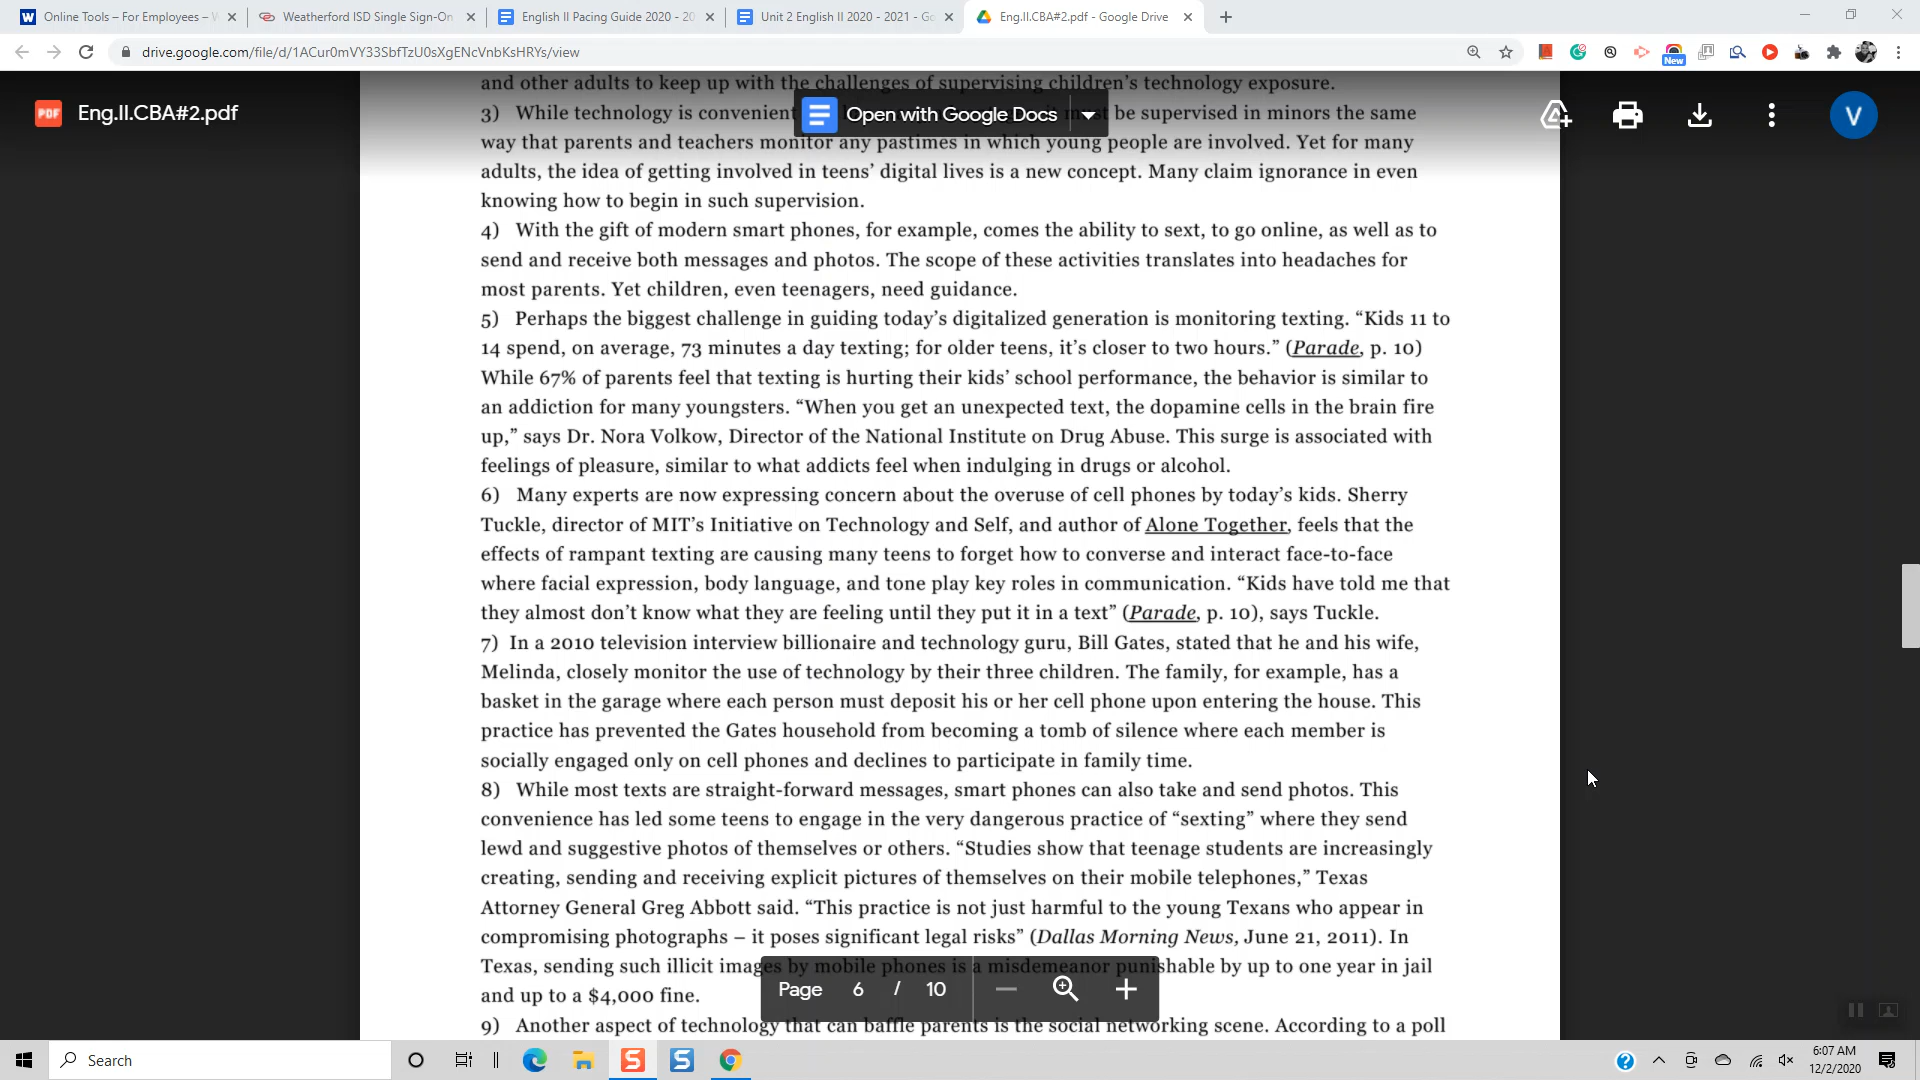 Online Tools – For Employees – W
Weatherford ISD Single Sign-On
English II Pacing Guide 2020 - 20
Unit 2 English II 2020 - 2021 - Go
Eng.II.CBA#2.pdf - Google Drive
drive.google.com/file/d/1ACur0mVY33SbfTzU0sXgENcVnbKsHRYs/view
New
and other adults to keep up with the challenges of supervising children's technology exposure.
PDF Eng.II.CBA#2.pdf
Open with Google Docs
V
3) While technology is convenient must be supervised in minors the same
way that parents and teachers monitor any pastimes in which young people are involved. Yet for many
adults, the idea of getting involved in teens' digital lives is a new concept. Many claim ignorance in even
knowing how to begin in such supervision.
4) With the gift of modern smart phones, for example, comes the ability to sext, to go online, as well as to
send and receive both messages and photos. The scope of these activities translates into headaches for
most parents. Yet children, even teenagers, need guidance.
5) Perhaps the biggest challenge in guiding today's digitalized generation is monitoring texting. “Kids 11 to
14 spend, on average, 73 minutes a day texting; for older teens, it's closer to two hours.” (Parade, p. 10)
While 67% of parents feel that texting is hurting their kids' school performance, the behavior is similar to
an addiction for many youngsters. “When you get an unexpected text, the dopamine cells in the brain fire
up,” says Dr. Nora Volkow, Director of the National Institute on Drug Abuse. This surge is associated with
feelings of pleasure, similar to what addicts feel when indulging in drugs or alcohol.
6) Many experts are now expressing concern about the overuse of cell phones by today's kids. Sherry
Tuckle, director of MIT's Initiative on Technology and Self, and author of Alone Together, feels that the
effects of rampant texting are causing many teens to forget how to converse and interact face-to-face
where facial expression, body language, and tone play key roles in communication. “Kids have told me that
they almost don't know what they are feeling until they put it in a text” (Parade, p. 10), says Tuckle.
7) In a 2010 television interview billionaire and technology guru, Bill Gates, stated that he and his wife,
Melinda, closely monitor the use of technology by their three children. The family, for example, has a
basket in the garage where each person must deposit his or her cell phone upon entering the house. This
practice has prevented the Gates household from becoming a tomb of silence where each member is
socially engaged only on cell phones and declines to participate in family time.
8) While most texts are straight-forward messages, smart phones can also take and send photos. This
convenience has led some teens to engage in the very dangerous practice of “sexting” where they send
lewd and suggestive photos of themselves or others. “Studies show that teenage students are increasingly
creating, sending and receiving explicit pictures of themselves on their mobile telephones,” Texas
Attorney General Greg Abbott said. “This practice is not just harmful to the young Texans who appear in
compromising photographs – it poses significant legal risks” (Dallas Morning News, June 21, 2011). In
Texas, sending such illicit images by mobile phones is a misdemeanor punishable by up to one year in jail
and up to a $4,000 fine.
Page 6 / 10
9) Another aspect of technology that can baffle parents is the social networking scene. According to a poll
Search
6:07 AM
12/2/2020